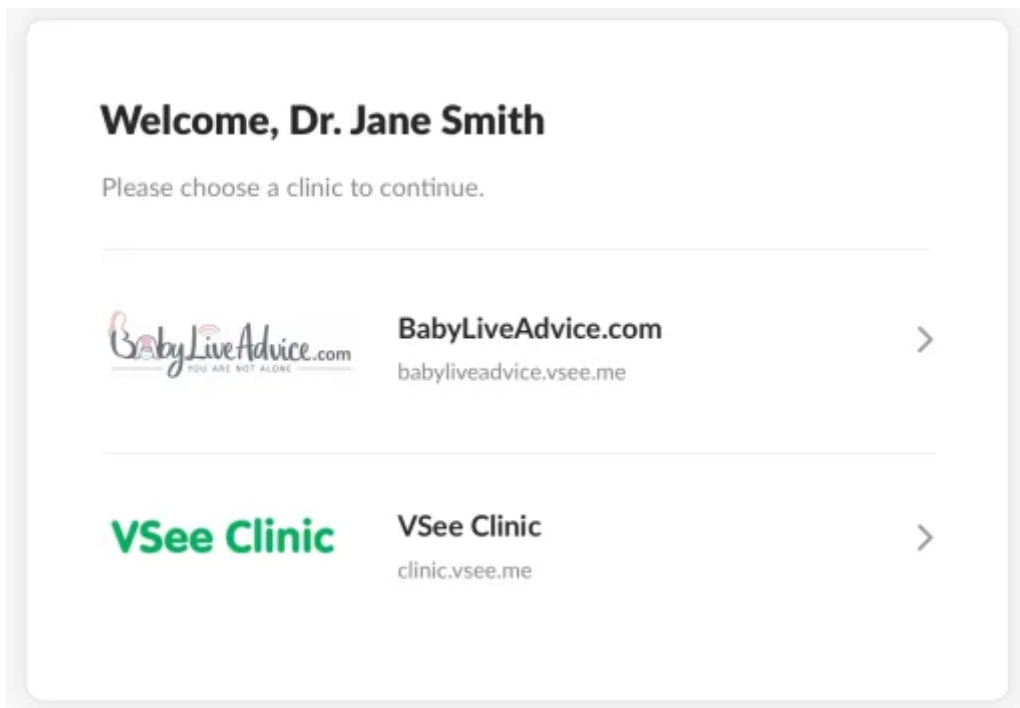 Welcome, Dr. Jane Smith
Please choose a clinic to continue.
BabyLiveAdvice.com
YOU ARE NOT ALONE
BabyLiveAdvice.com
babyliveadvice.vsee.me
VSee Clinic
VSee Clinic
clinic.vsee.me